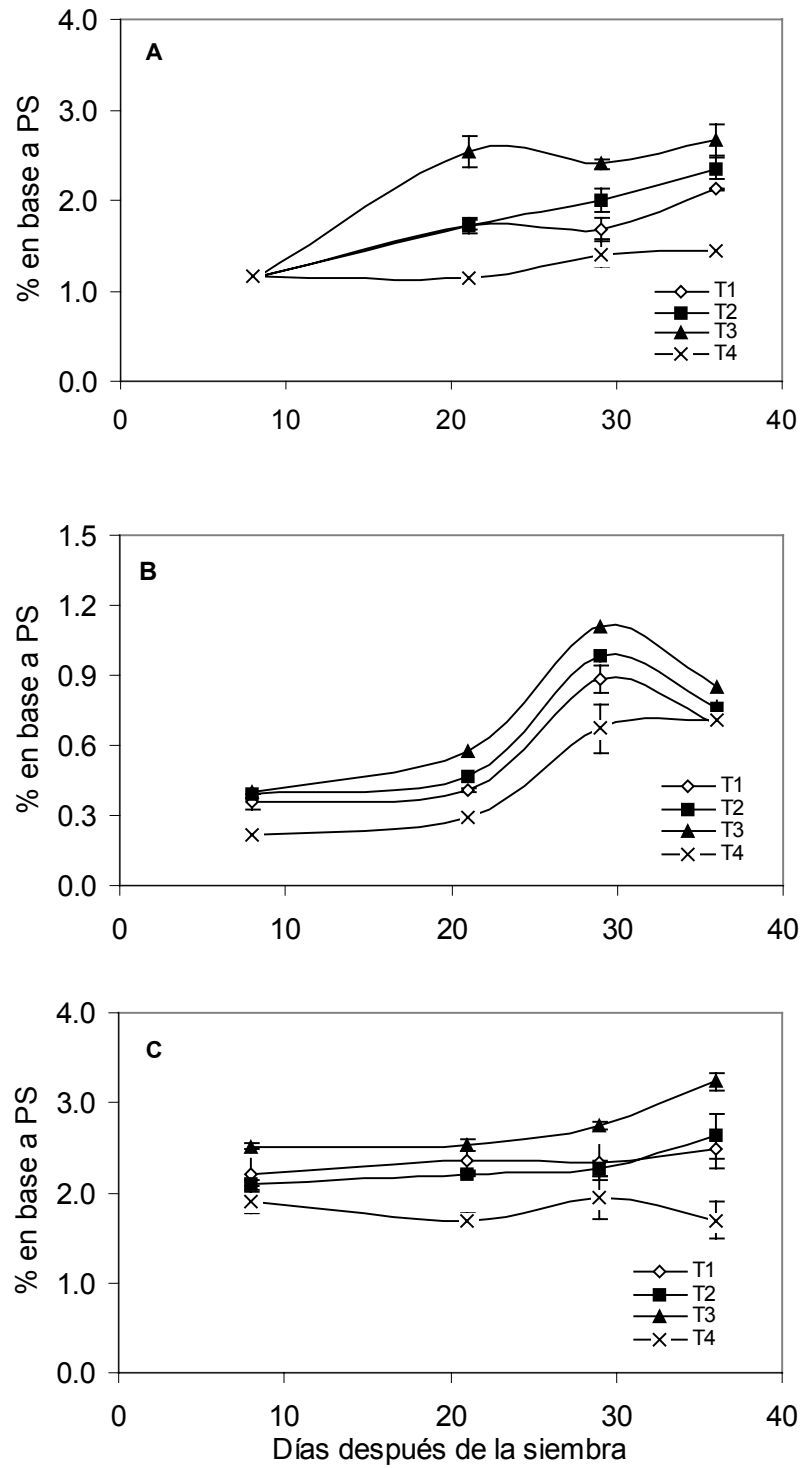 4.0
3.0
2.0
1.0
0.0
% en base a PS
A
T1
T2
T3
T4
0 10 20 30 40
1.5
1.2
0.9
0.6
0.3
0.0
% en base a PS
B
T1
T2
T3
T4
0 10 20 30 40
4.0
3.0
2.0
1.0
0.0
% en base a PS
C
T1
T2
T3
T4
0 10 20 30 40
Días después de la siembra